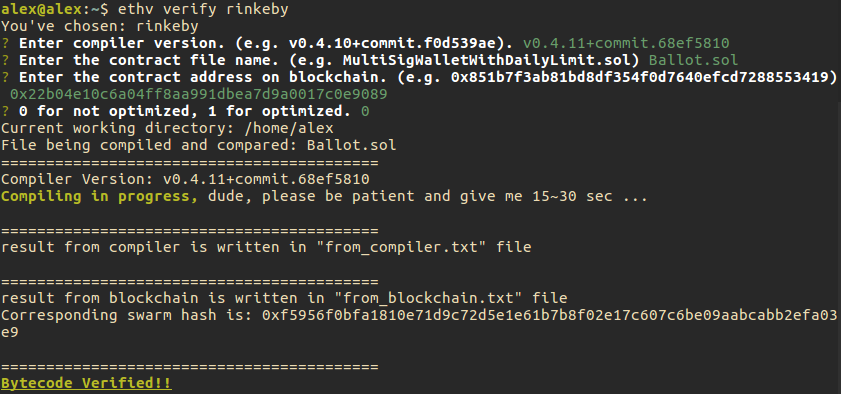 alex@alex:~$ ethv verify rinkeby
You've chosen: rinkeby
? Enter compiler version. (e.g. v0.4.10+commit.f0d539ae). v0.4.11+commit.68ef5810
? Enter the contract file name. (e.g. MultiSigWalletWithDailyLimit.sol) Ballot.sol
? Enter the contract address on blockchain. (e.g. 0x851b7f3ab81bd8df354f0d7640efcd7288553419)
0x22b04e10c6a04ff8aa991dbea7d9a0017c0e9089
? 0 for not optimized, 1 for optimized. 0
Current working directory: /home/alex
File being compiled and compared: Ballot.sol
==========================================
Compiler Version: v0.4.11+commit.68ef5810
Compiling in progress, dude, please be patient and give me 15~30 sec ...
==========================================
result from compiler is written in "from_compiler.txt" file
==========================================
result from blockchain is written in "from_blockchain.txt" file
Corresponding swarm hash is: 0xf5956f0bfa1810e71d9c72d5e1e61b7b8f02e17c607c6be09aabcabb2efa03
e9
==========================================
Bytecode Verified!!